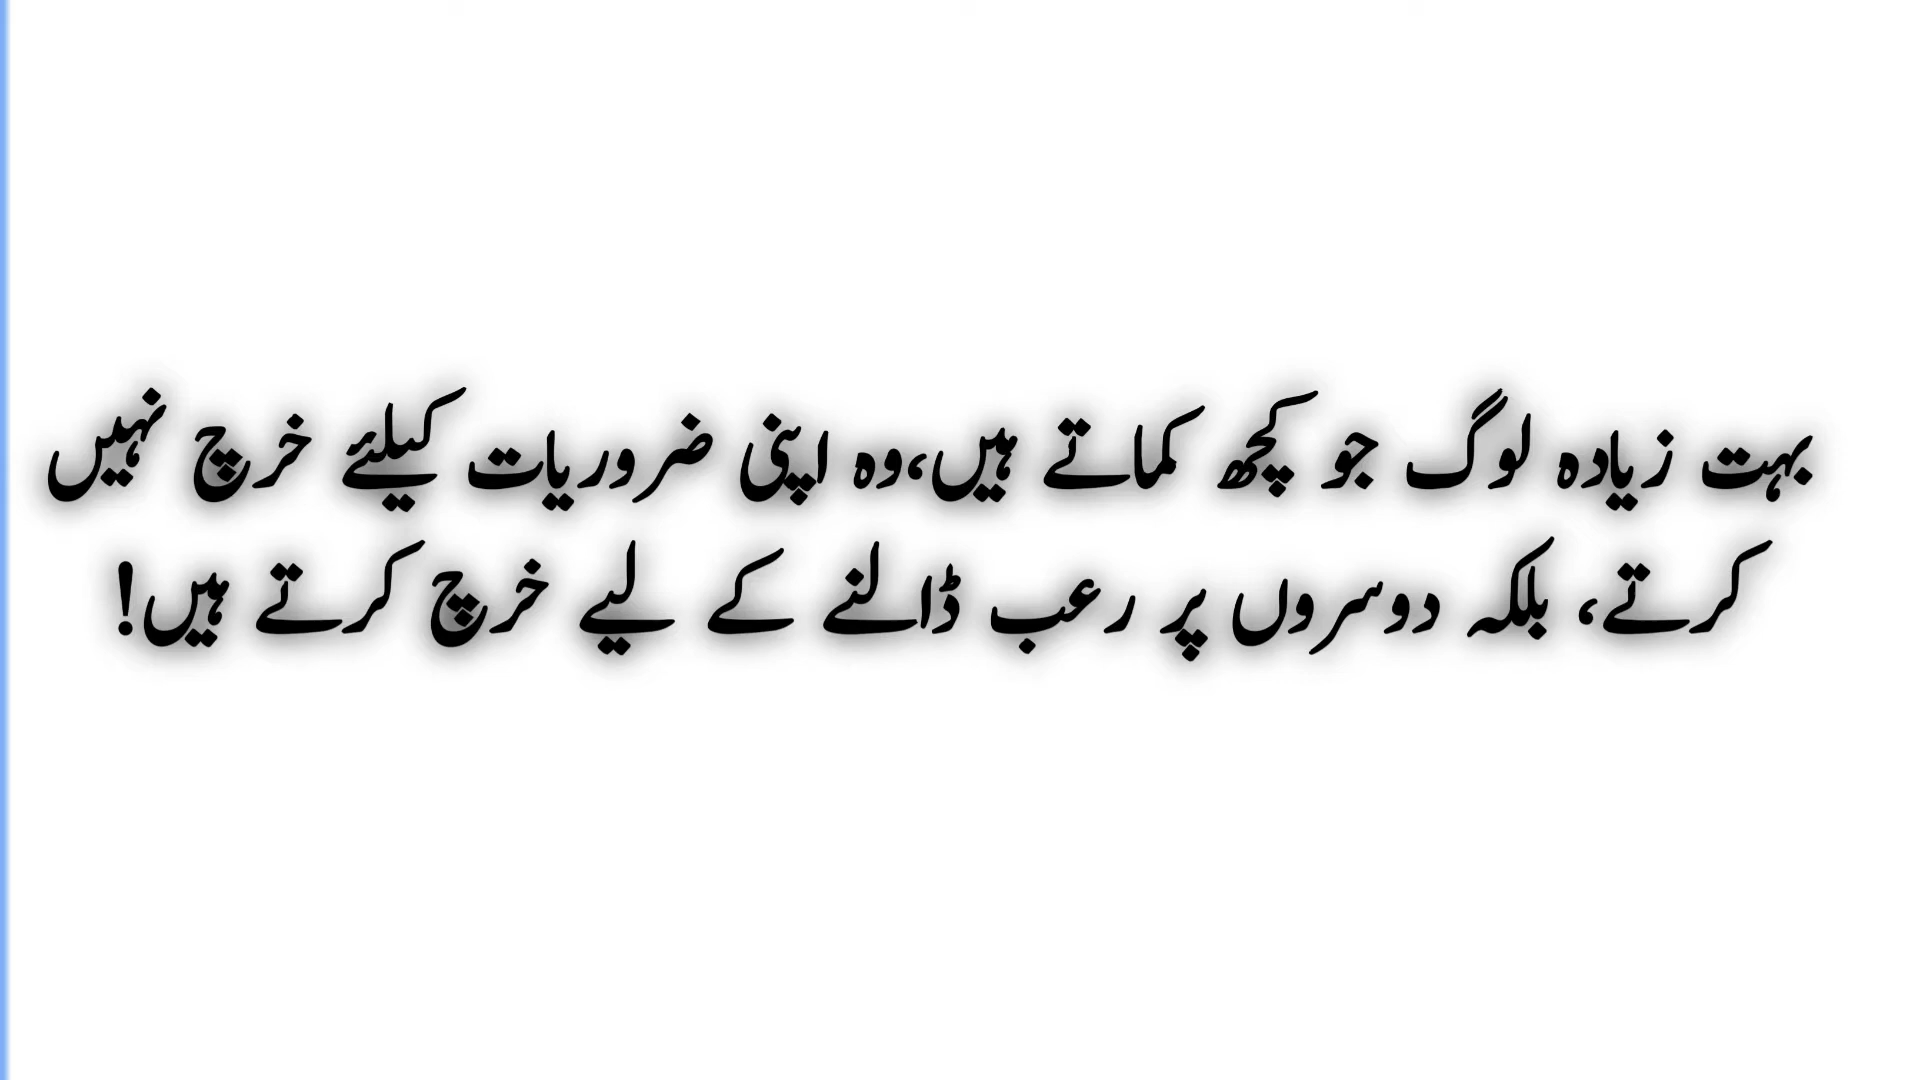 بہت زیادہ لوگ جو کچھ کماتے ہیں،وہ اپنی ضروریات کیلئے خرچ نہیں
کرتے، بلکہ دوسروں پر رعب ڈالنے کے لیے خرچ کرتے ہیں!